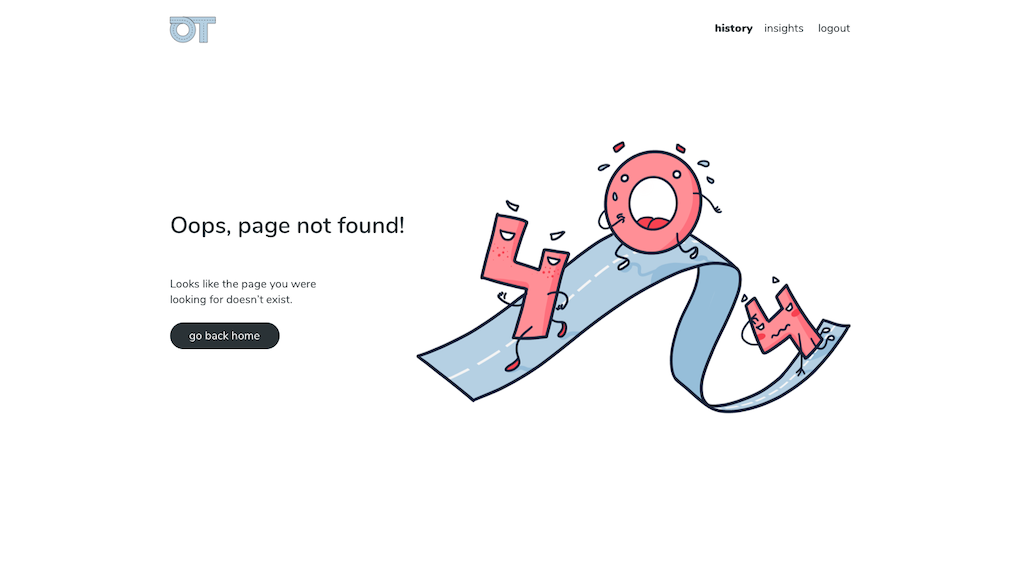 OT
history insights logout
Oops, page not found!
404
Looks like the page you were
looking for doesn't exist.
go back home